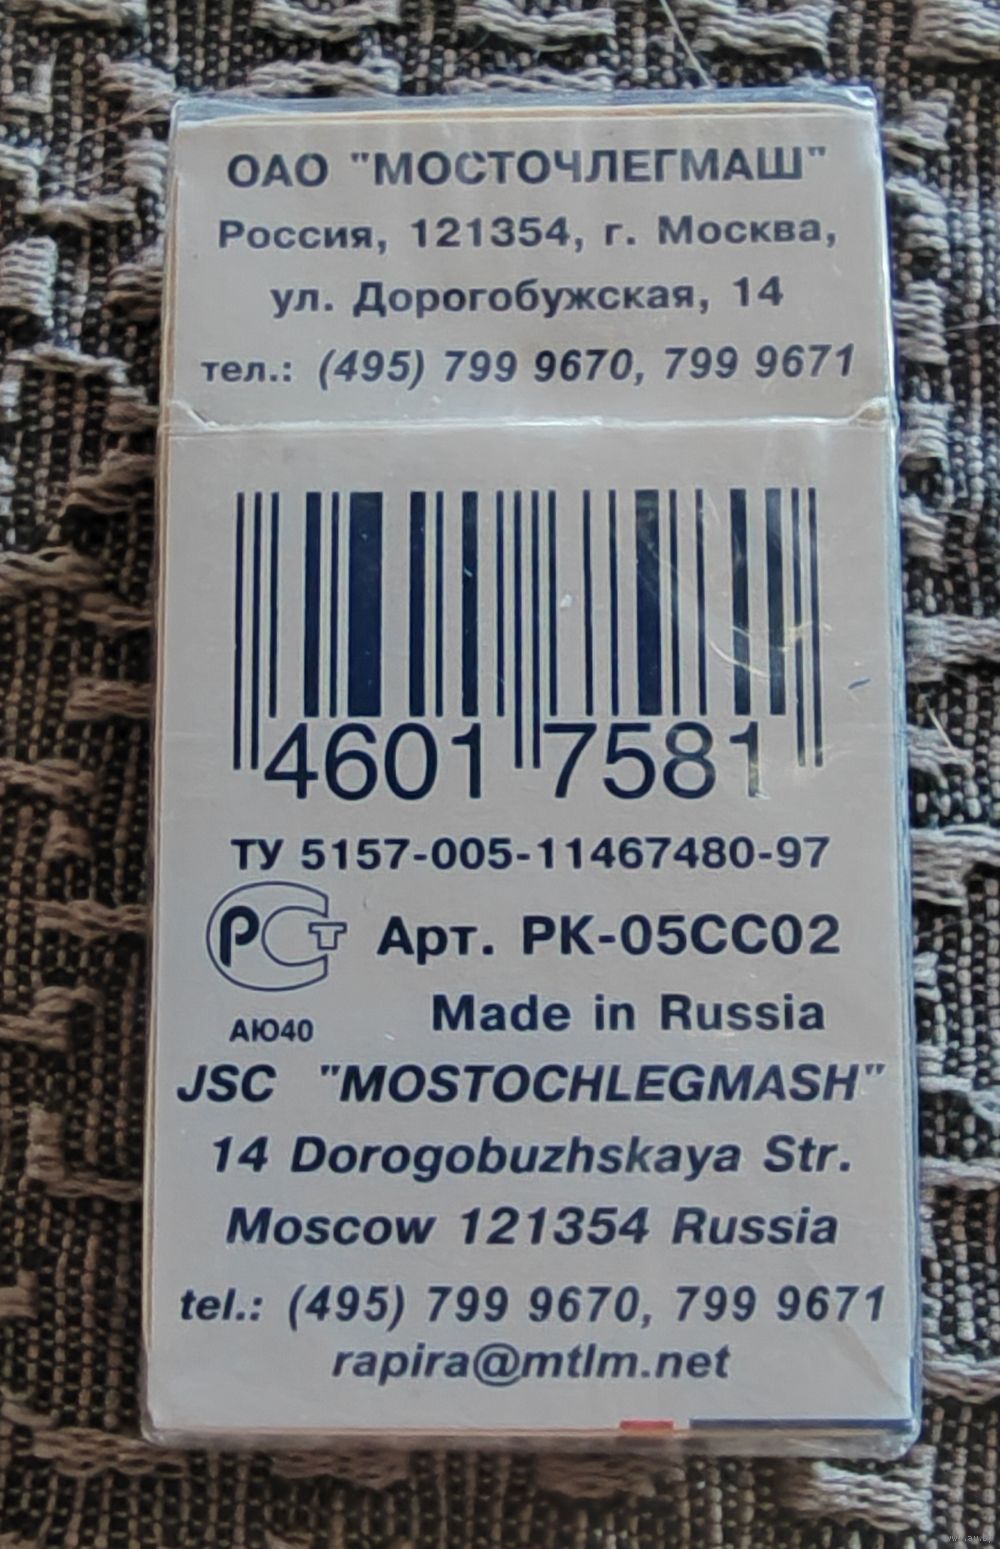 ОАО "МОСТОЧЛЕГМАШ"
Россия, 121354, г. Москва,
ул. Дорогобужская, 14
тел.: (495) 799 9670, 799 9671
4601 7581
ТУ 5157-005-11467480-97
РСТ Арт. РК-05СС02
АЮ40 Made in Russia
JSC "MOSTOCHLEGMASH"
14 Dorogobuzhskaya Str.
Moscow 121354 Russia
tel.: (495) 799 9670, 799 9671
rapira@mtlm.net